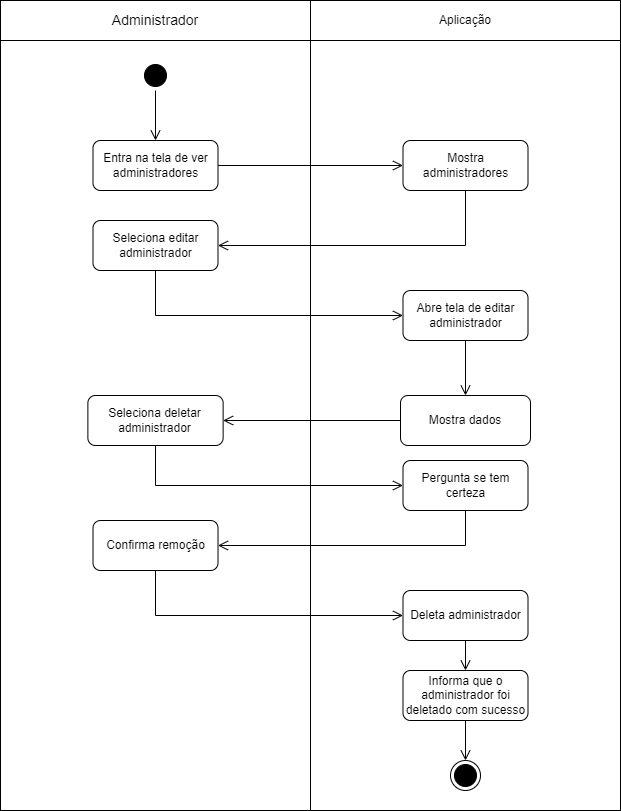 Administrador
Aplicação
Entra na tela de ver
administradores
Mostra
administradores
Seleciona editar
administrador
Abre tela de editar
administrador
Mostra dados
Seleciona deletar
administrador
Pergunta se tem
certeza
Confirma remoção
Deleta administrador
Informa que o
administrador foi
deletado com sucesso